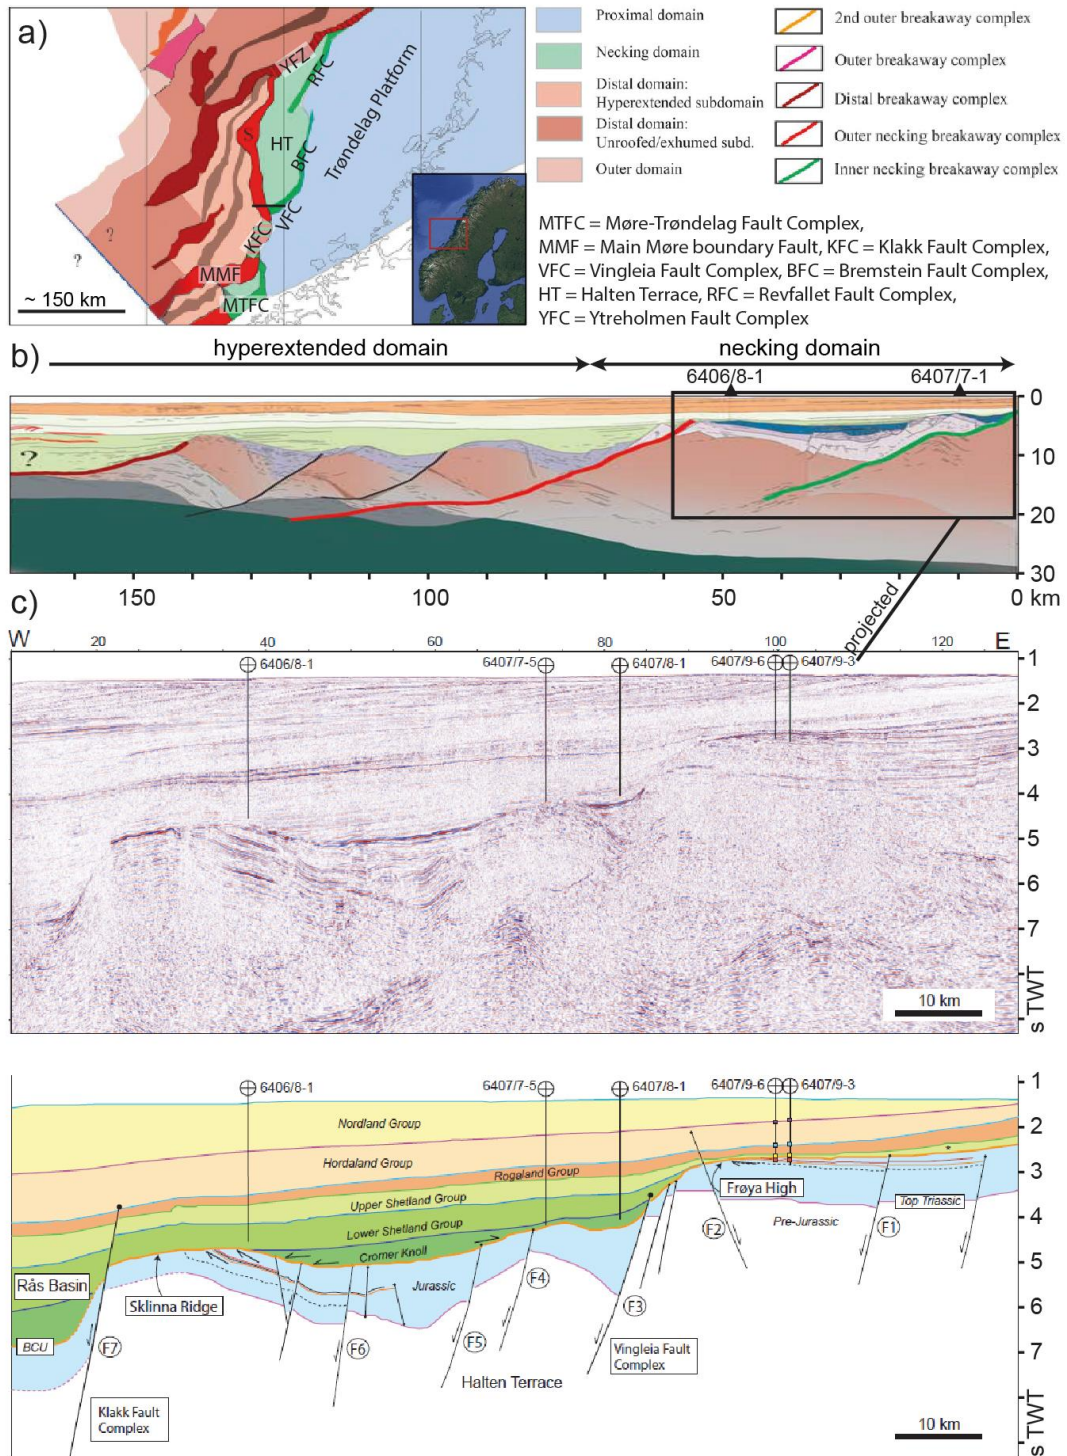 a)
YFZ
RFC
S
HT
BFC
Trøndelag Platform
VFC
KFC
MMF
MTFC
?
?
~ 150 km
Proximal domain
Necking domain
Distal domain:
Hyperextended subdomain
Distal domain:
Unroofed/exhumed subd.
Outer domain
2nd outer breakaway complex
Outer breakaway complex
Distal breakaway complex
Outer necking breakaway complex
Inner necking breakaway complex
MTFC = Møre-Trøndelag Fault Complex,
MMF = Main Møre boundary Fault, KFC = Klakk Fault Complex,
VFC = Vingleia Fault Complex, BFC = Bremstein Fault Complex,
HT = Halten Terrace, RFC = Revfallet Fault Complex,
YFC = Ytreholmen Fault Complex
b)
hyperextended domain
necking domain
6406/8-1
6407/7-1
?
0
10
20
30
150
100
50
0 km
projected
c)
W
20
40
60
80
100
120
E
6406/8-1
6407/7-5
6407/8-1
6407/9-6
6407/9-3
1
2
3
4
5
6
7
s TWT
10 km
6406/8-1
6407/7-5
6407/8-1
6407/9-6
6407/9-3
1
2
3
4
5
6
7
s TWT
Nordland Group
Hordaland Group
Rogaland Group
Upper Shetland Group
Lower Shetland Group
Cromer Knoll
Jurassic
Frøya High
Top Triassic
Pre-Jurassic
Rås Basin
Sklinna Ridge
BCU
F1
F2
F3
F4
F5
F6
F7
Vingleia Fault
Complex
Halten Terrace
Klakk Fault
Complex
10 km